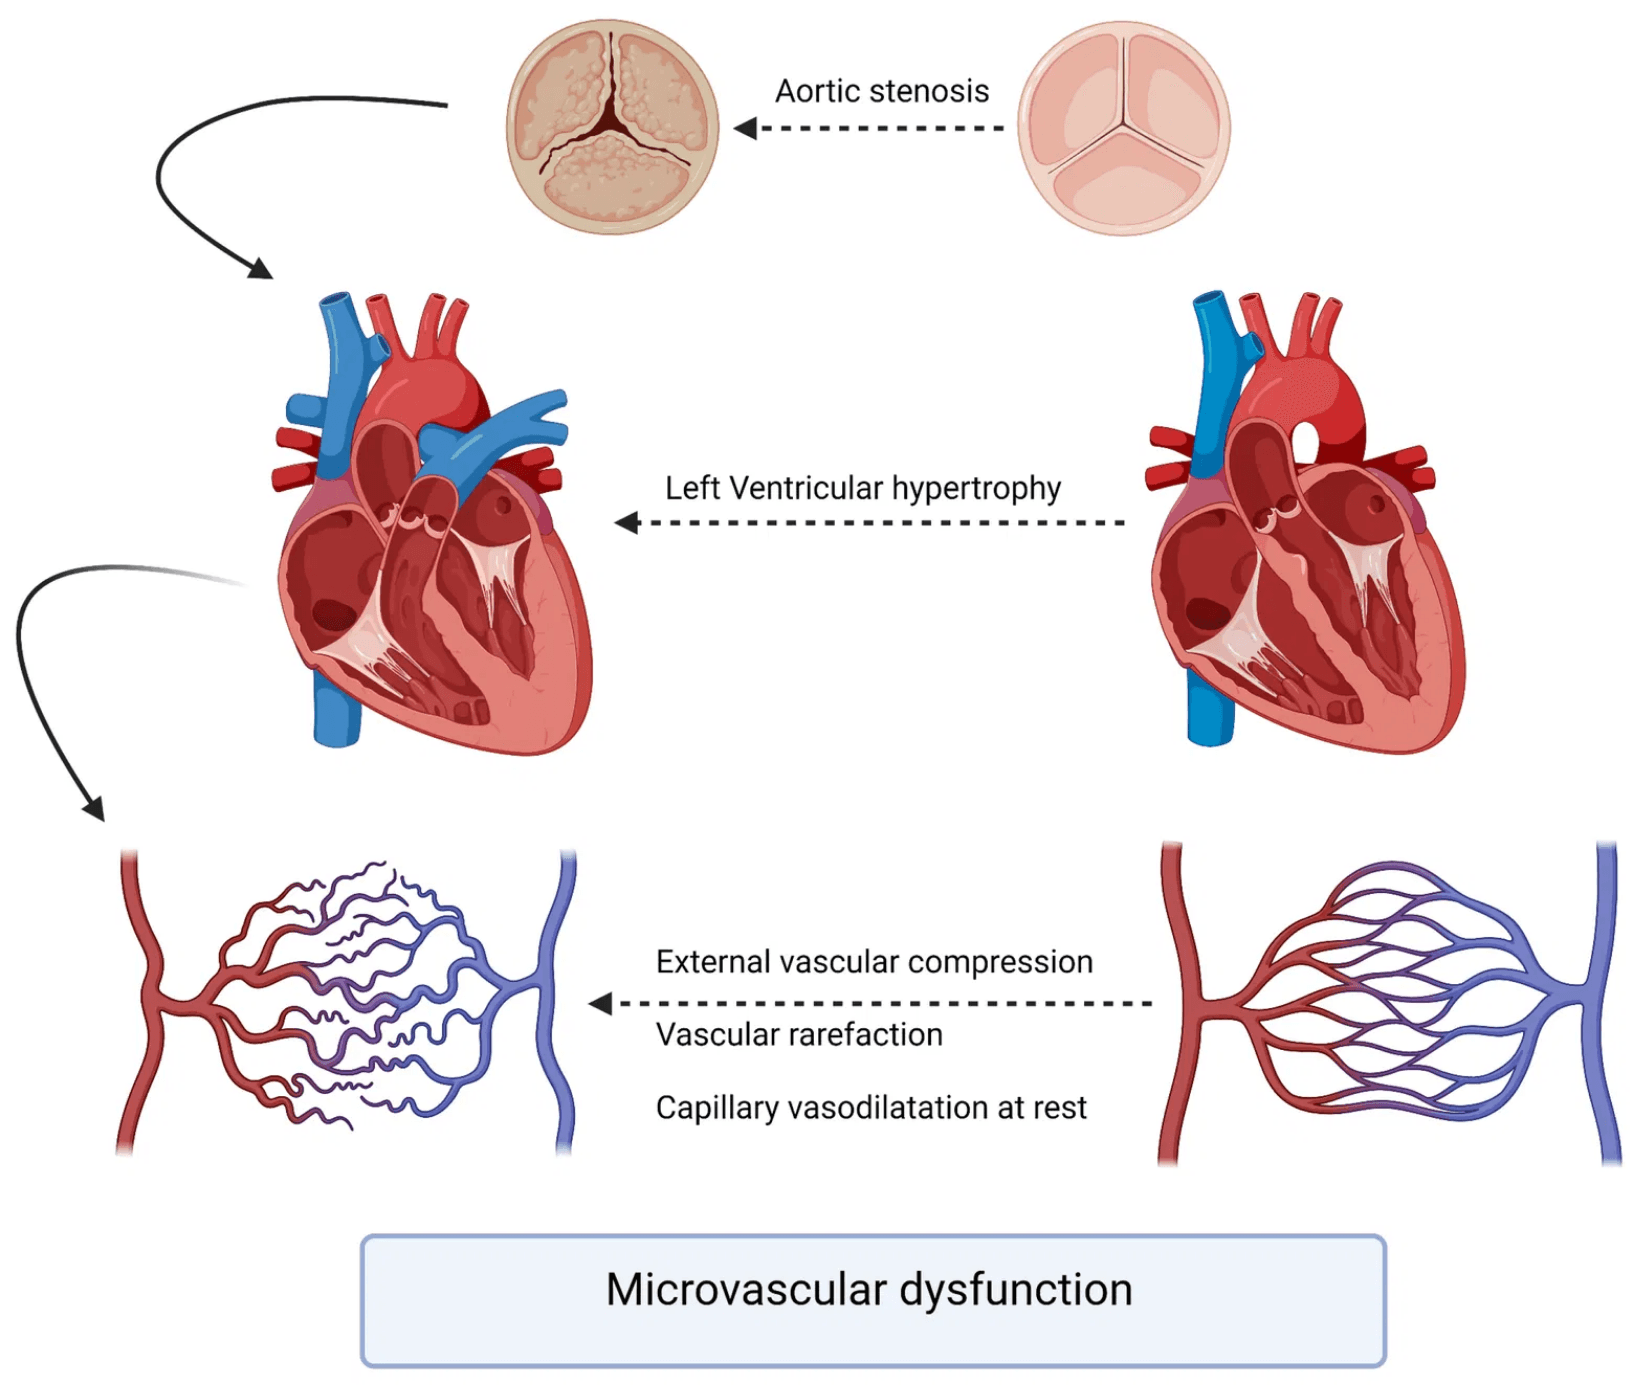 Aortic stenosis
Left Ventricular hypertrophy
External vascular compression
Vascular rarefaction
Capillary vasodilatation at rest
Microvascular dysfunction